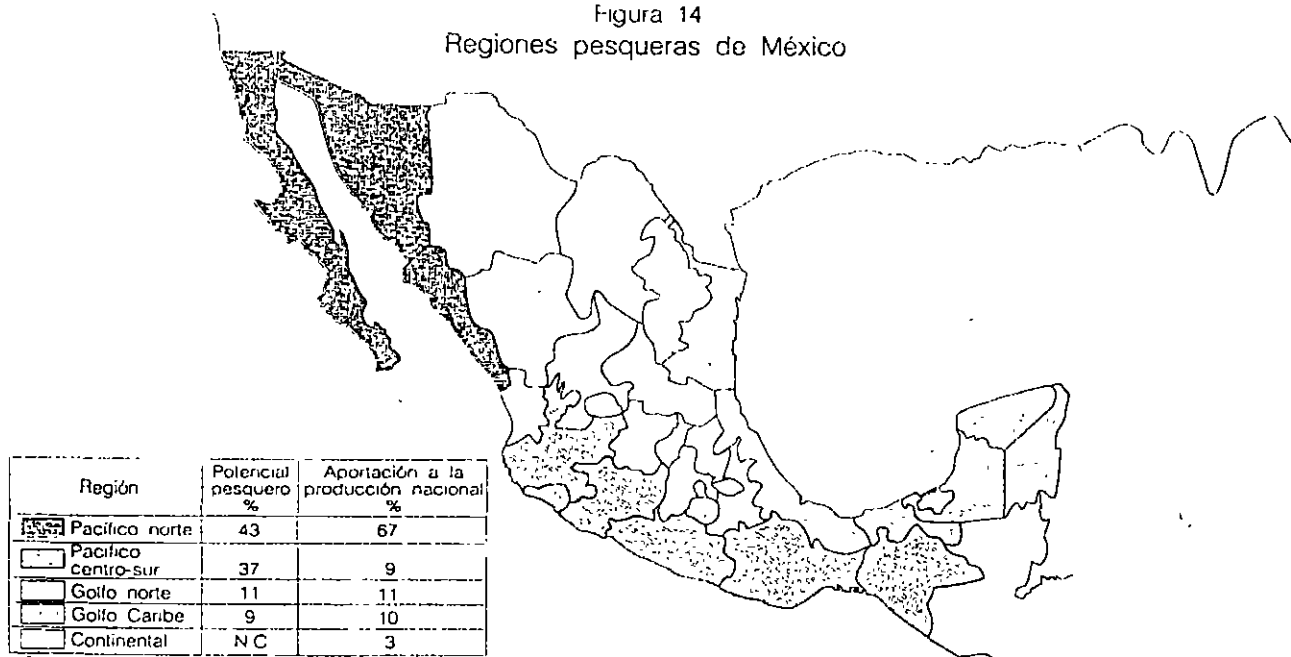 Figura 14
Regiones pesqueras de México
Región
Potencial
pesquero
%
Aportación a la
producción nacional
%
Pacífico norte 43 67
Pacífico
centro-sur 37 9
Golfo norte 11 11
Golfo Caribe 9 10
Continental N C 3